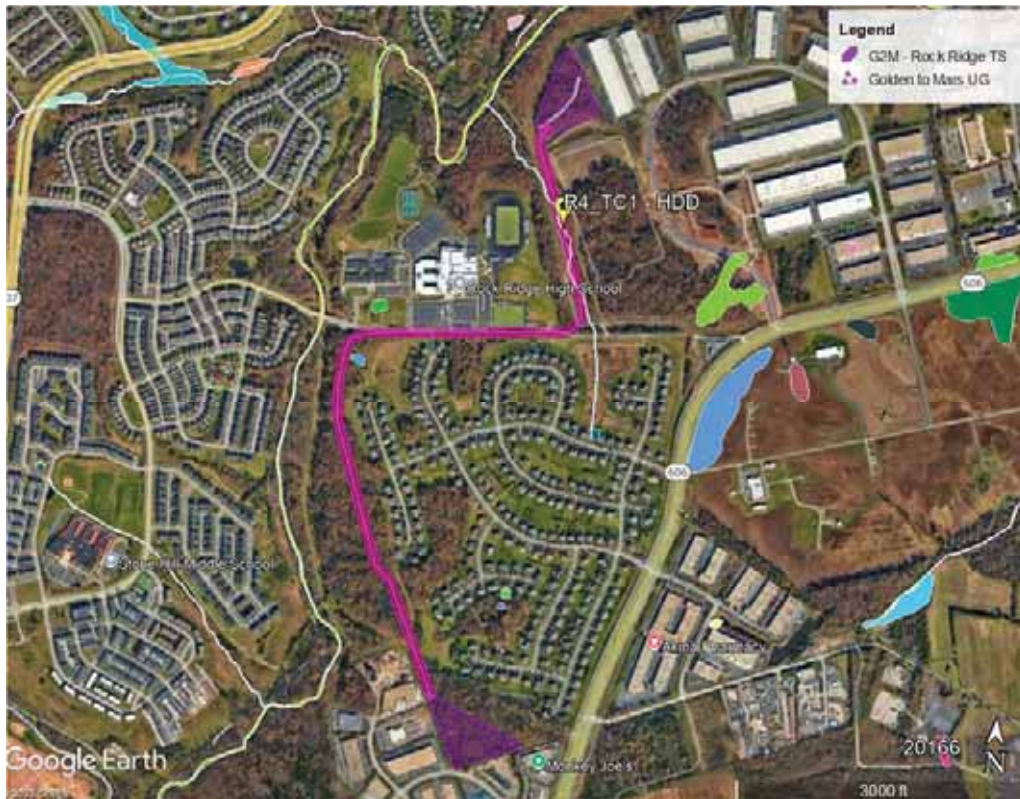 Legend
G2M - Rock Ridge TS
Golden to Mars UG
R4_TC1 - HDD
606
Rock Ridge High School
606
Stone Hill Middle School
20166
N
Google Earth
Monkey Joe's
3000 ft